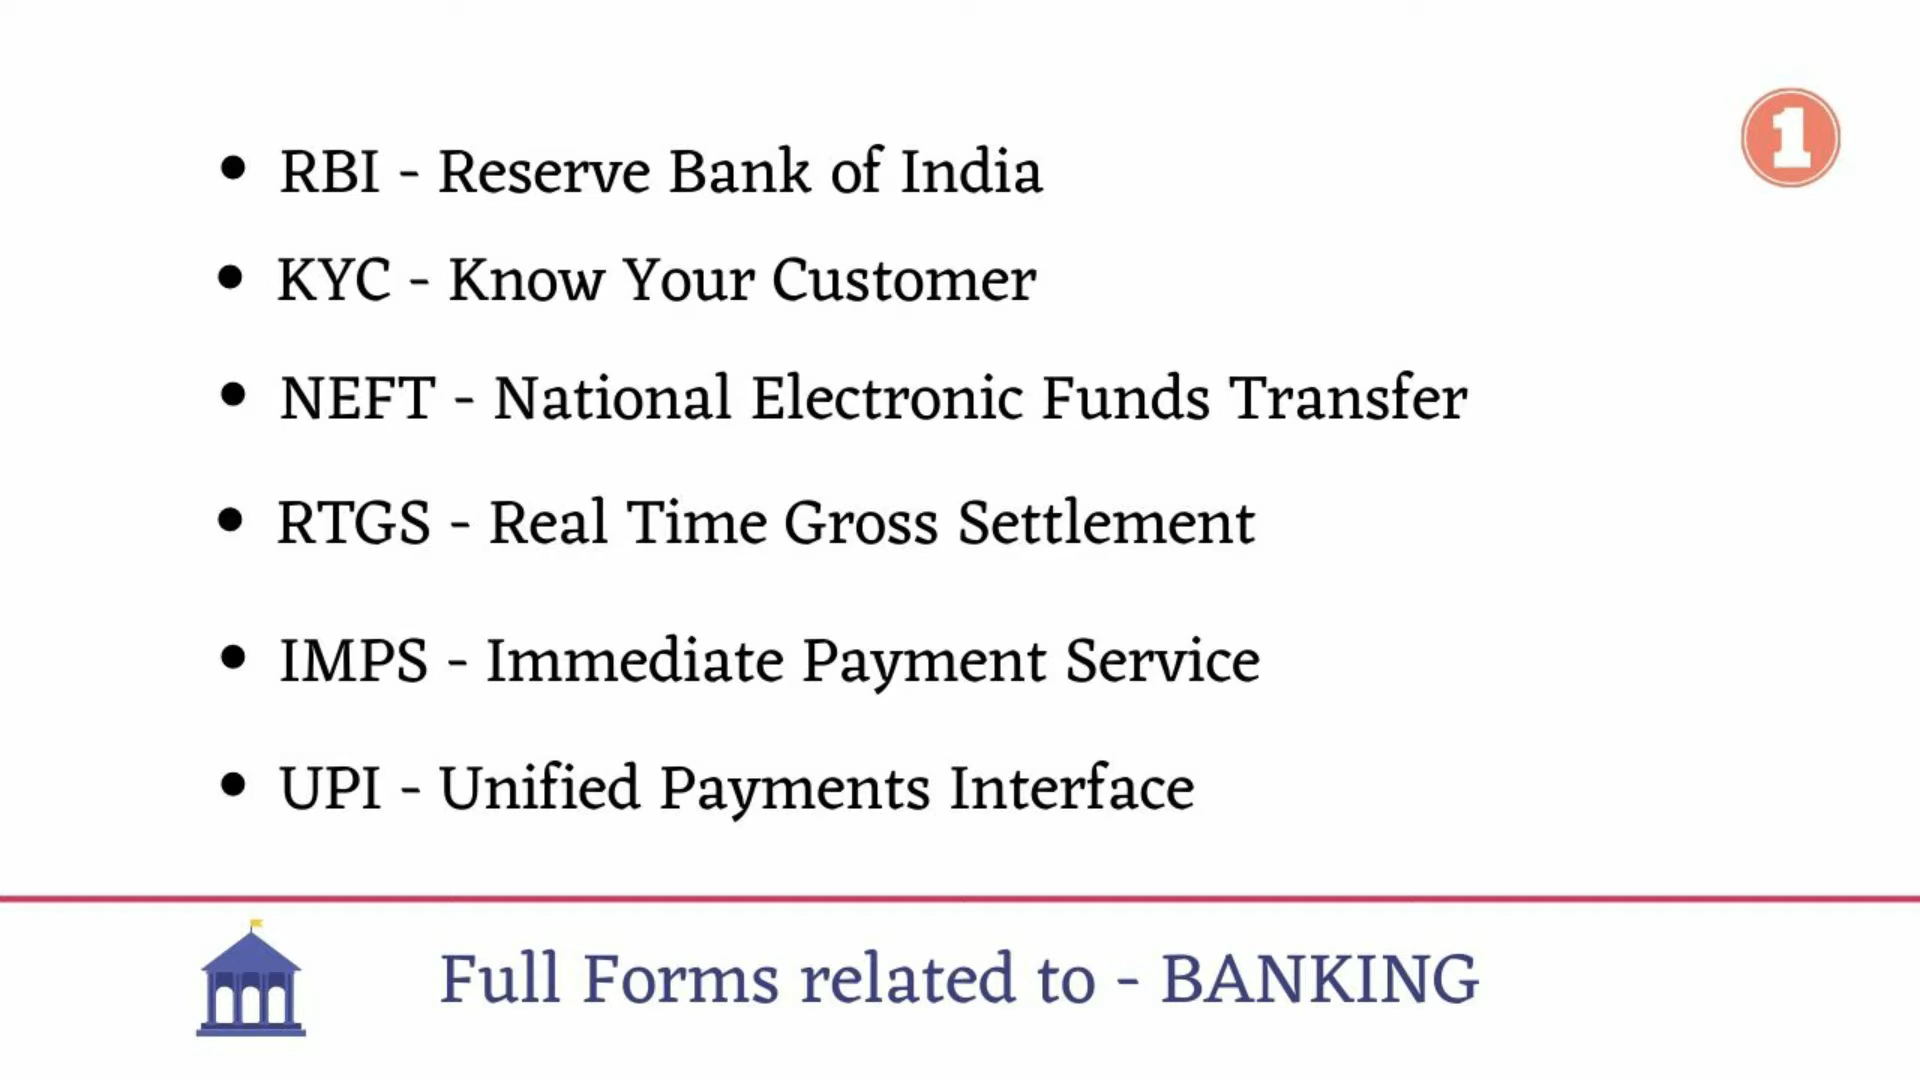 1
• RBI - Reserve Bank of India
• KYC - Know Your Customer
• NEFT - National Electronic Funds Transfer
• RTGS - Real Time Gross Settlement
• IMPS - Immediate Payment Service
• UPI - Unified Payments Interface
Full Forms related to - BANKING